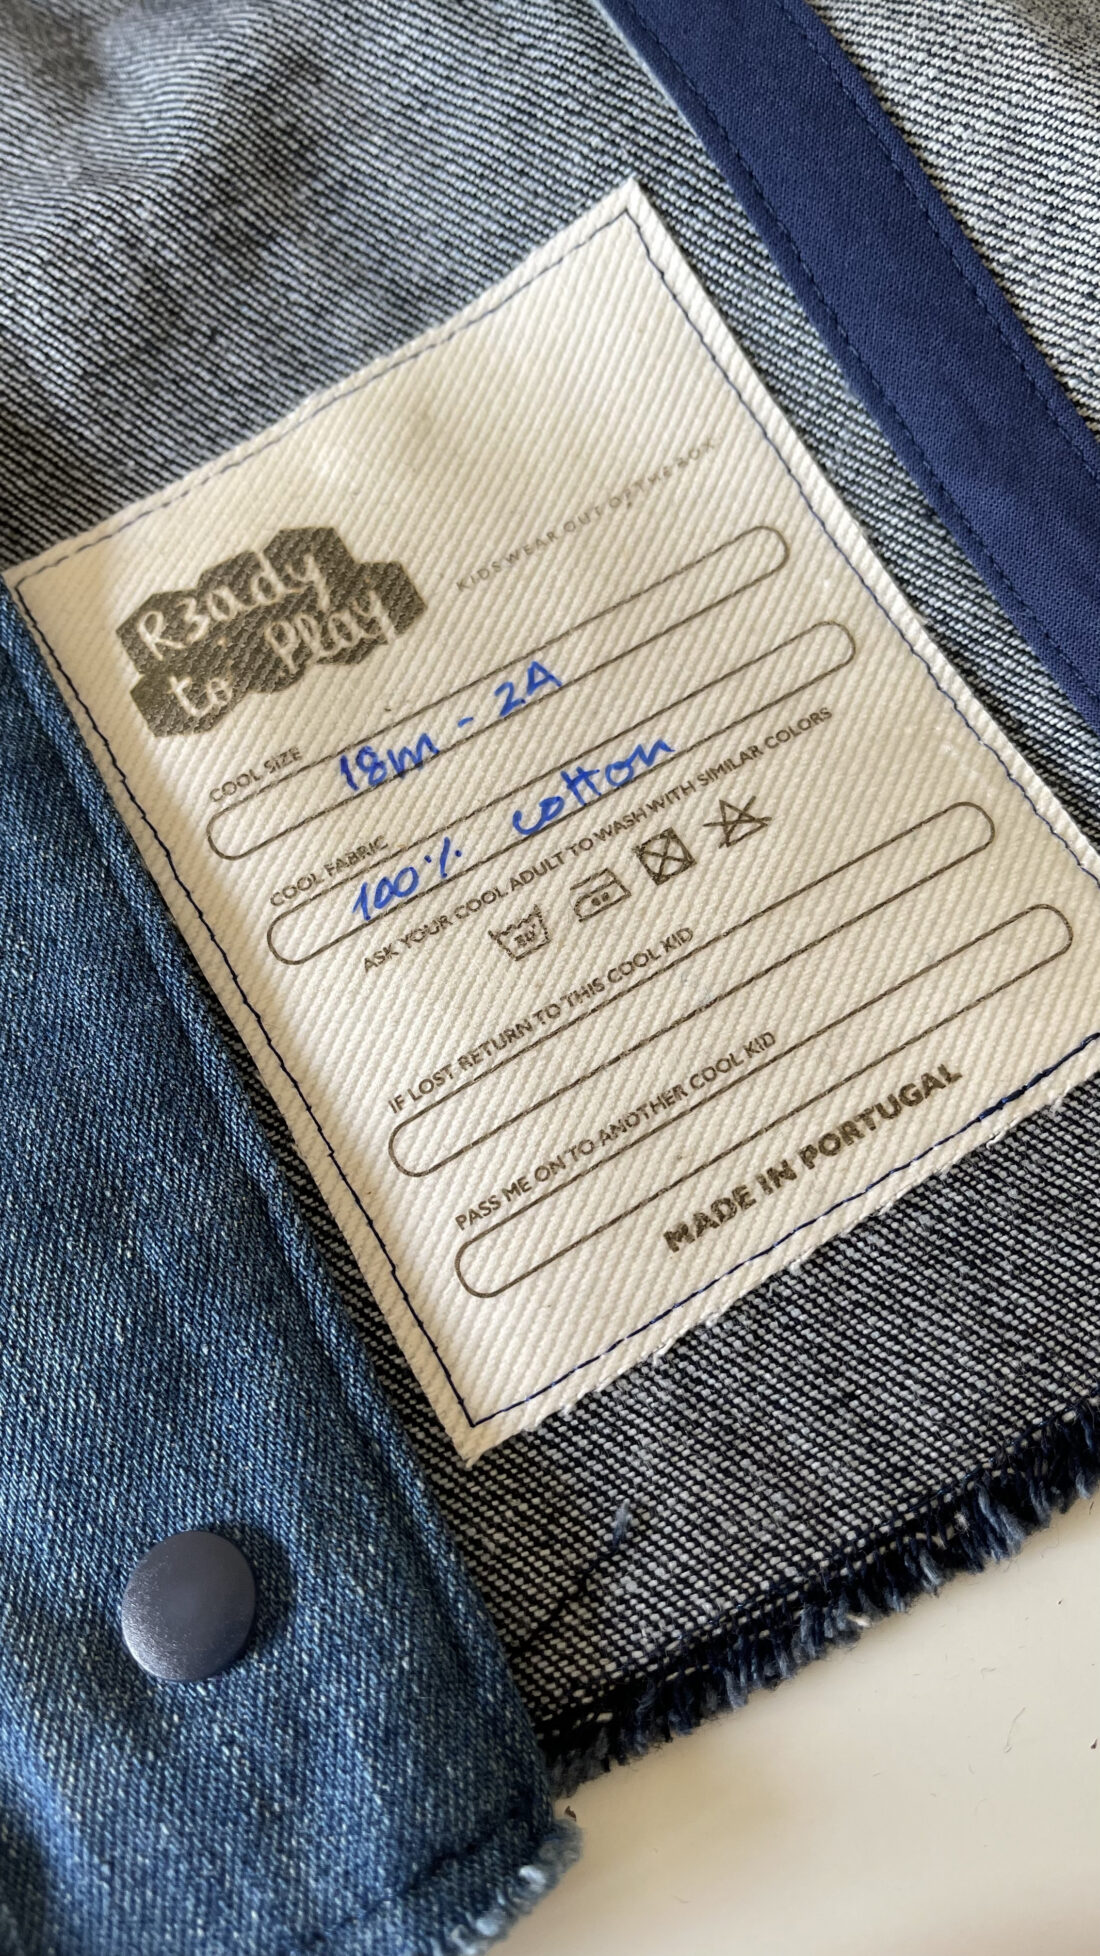 R3ady
to Play
KIDSWEAR OUT OF THE BOX
COOL SIZE
18m - 2A
COOL FABRIC
100% cotton
ASK YOUR COOL ADULT TO WASH WITH SIMILAR COLORS
30°
IF LOST RETURN TO THIS COOL KID
PASS ME ON TO ANOTHER COOL KID
MADE IN PORTUGAL